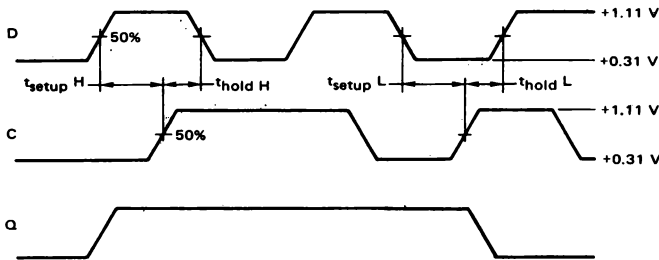 D
50%
+1.11 V
+0.31 V
tsetup H
thold H
tsetup L
thold L
+1.11 V
C
50%
+0.31 V
Q